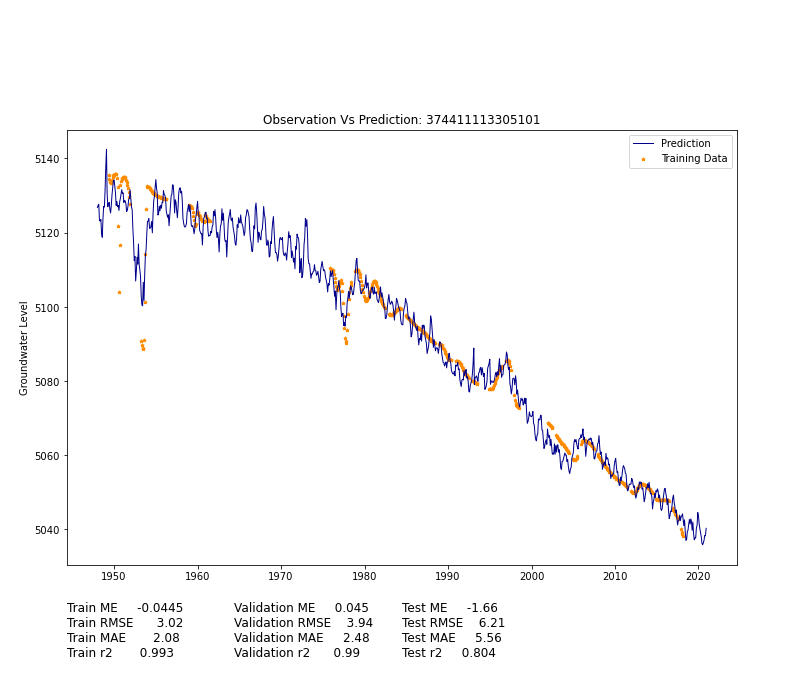 Observation Vs Prediction: 374411113305101
Prediction
Training Data
Groundwater Level
5140
5120
5100
5080
5060
5040
1950 1960 1970 1980 1990 2000 2010 2020
Train ME -0.0445 Validation ME 0.045 Test ME -1.66
Train RMSE 3.02 Validation RMSE 3.94 Test RMSE 6.21
Train MAE 2.08 Validation MAE 2.48 Test MAE 5.56
Train r2 0.993 Validation r2 0.99 Test r2 0.804